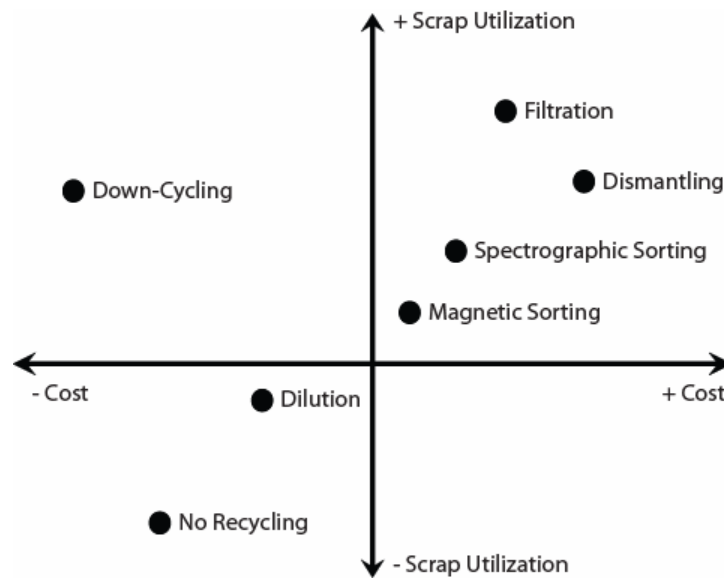 + Scrap Utilization
Filtration
Dismantling
Down-Cycling
Spectrographic Sorting
Magnetic Sorting
- Cost
+ Cost
Dilution
No Recycling
- Scrap Utilization